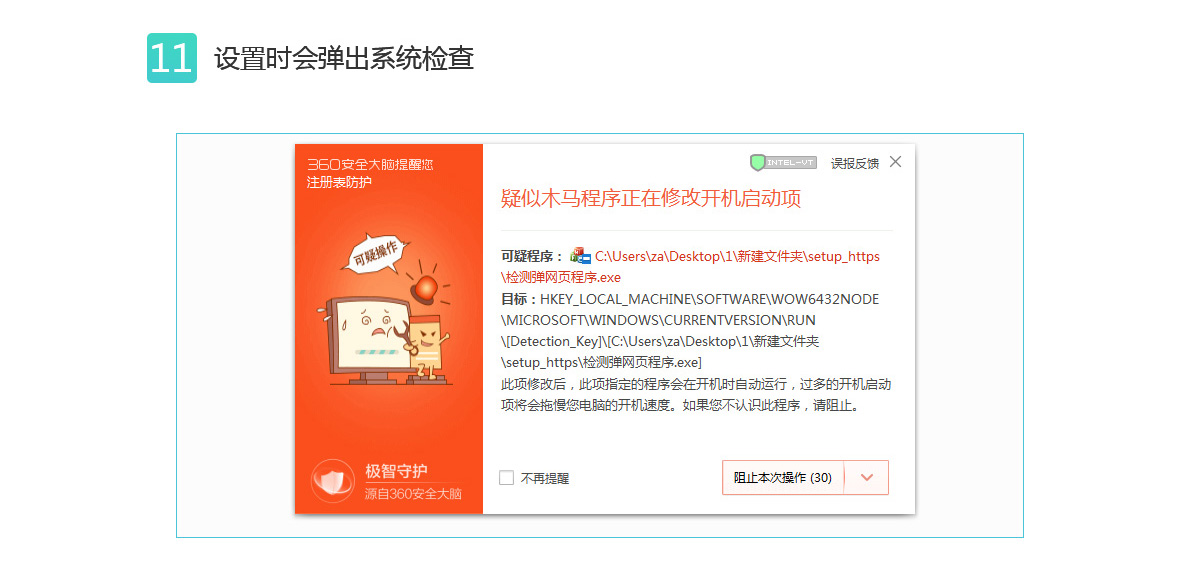 11 设置时会弹出系统检查
360安全大脑提醒您
注册表防护
可疑操作
极智守护
源自360安全大脑
INTEL-VT 误报反馈
疑似木马程序正在修改开机启动项
可疑程序： C:\Users\za\Desktop\1\新建文件夹\setup_https
\检测弹网页程序.exe
目标：HKEY_LOCAL_MACHINE\SOFTWARE\WOW6432NODE
\MICROSOFT\WINDOWS\CURRENTVERSION\RUN
\[Detection_Key]\[C:\Users\za\Desktop\1\新建文件夹
\setup_https\检测弹网页程序.exe]
此项修改后，此项指定的程序会在开机时自动运行，过多的开机启动
项将会拖慢您电脑的开机速度。如果您不认识此程序，请阻止。
不再提醒
阻止本次操作 (30)